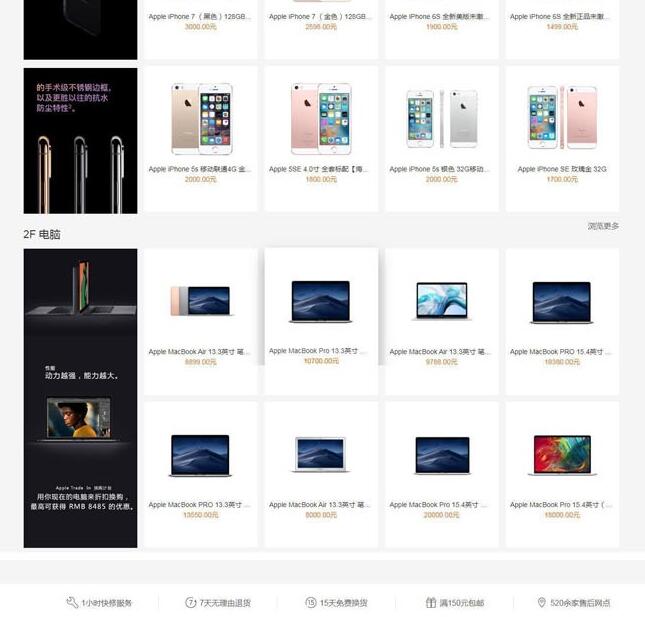 Apple iPhone 7 （黑色）128GB...
3000.00元
Apple iPhone 7 （金色）128GB...
2598.00元
Apple iPhone 6S 全新美版未激...
1900.00元
Apple iPhone 6S 全新正品未激...
1499.00元
的手术级不锈钢边框，
以及更胜以往的抗水
防尘特性²。
Apple iPhone 5s 移动联通4G 金...
2000.00元
Apple 5SE 4.0寸 全套标配【海...
1800.00元
Apple iPhone 5s 银色 32G移动...
2000.00元
Apple iPhone SE 玫瑰金 32G
1700.00元
2F 电脑
浏览更多
性能
动力越强，能力越大。
Apple Trade In 换购计划
用你现在的电脑来折扣换购，
最高可获得 RMB 8485 的优惠。
Apple MacBook Air 13.3英寸 笔...
8899.00元
Apple MacBook Pro 13.3英寸 ...
10700.00元
Apple MacBook Air 13.3英寸 笔...
9788.00元
Apple MacBook PRO 15.4英寸 ...
18380.00元
Apple MacBook PRO 13.3英寸 ...
13550.00元
Apple MacBook Air 13.3英寸 笔...
8000.00元
Apple MacBook Pro 15.4英寸 ...
20000.00元
Apple MacBook Pro 15.4英寸（...
18000.00元
1小时快修服务
7 7天无理由退货
15 15天免费换货
满150元包邮
520余家售后网点